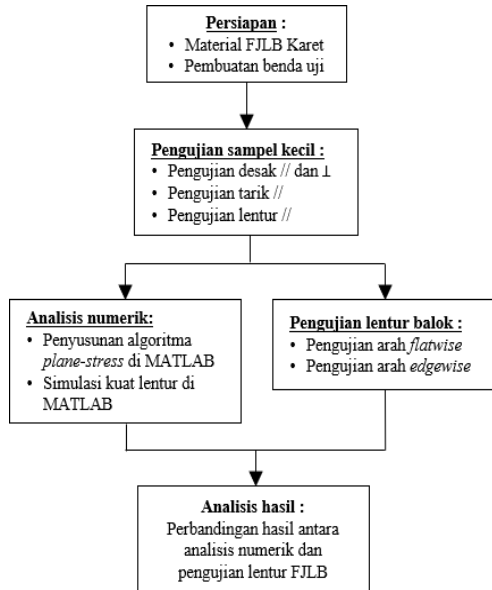 Persiapan :
• Material FJLB Karet
• Pembuatan benda uji
Pengujian sampel kecil :
• Pengujian desak // dan ⊥
• Pengujian tarik //
• Pengujian lentur //
Analisis numerik:
• Penyusunan algoritma
plane-stress di MATLAB
• Simulasi kuat lentur di
MATLAB
Pengujian lentur balok :
• Pengujian arah flatwise
• Pengujian arah edgewise
Analisis hasil :
Perbandingan hasil antara
analisis numerik dan
pengujian lentur FJLB